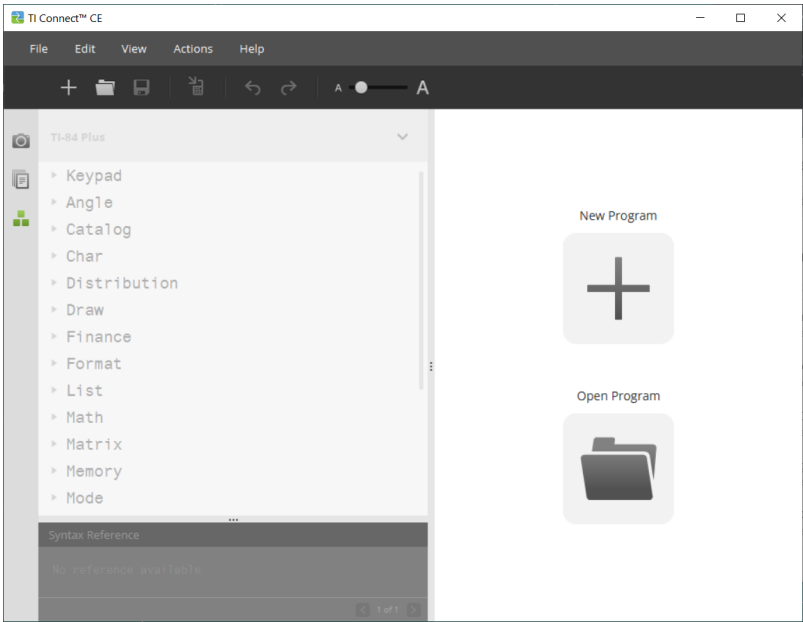 TI Connect™ CE
File Edit View Actions Help
A A
TI-84 Plus
Keypad
Angle
Catalog
Char
Distribution
Draw
Finance
Format
List
Math
Matrix
Memory
Mode
Syntax Reference
No reference available
1 of 1
New Program
Open Program